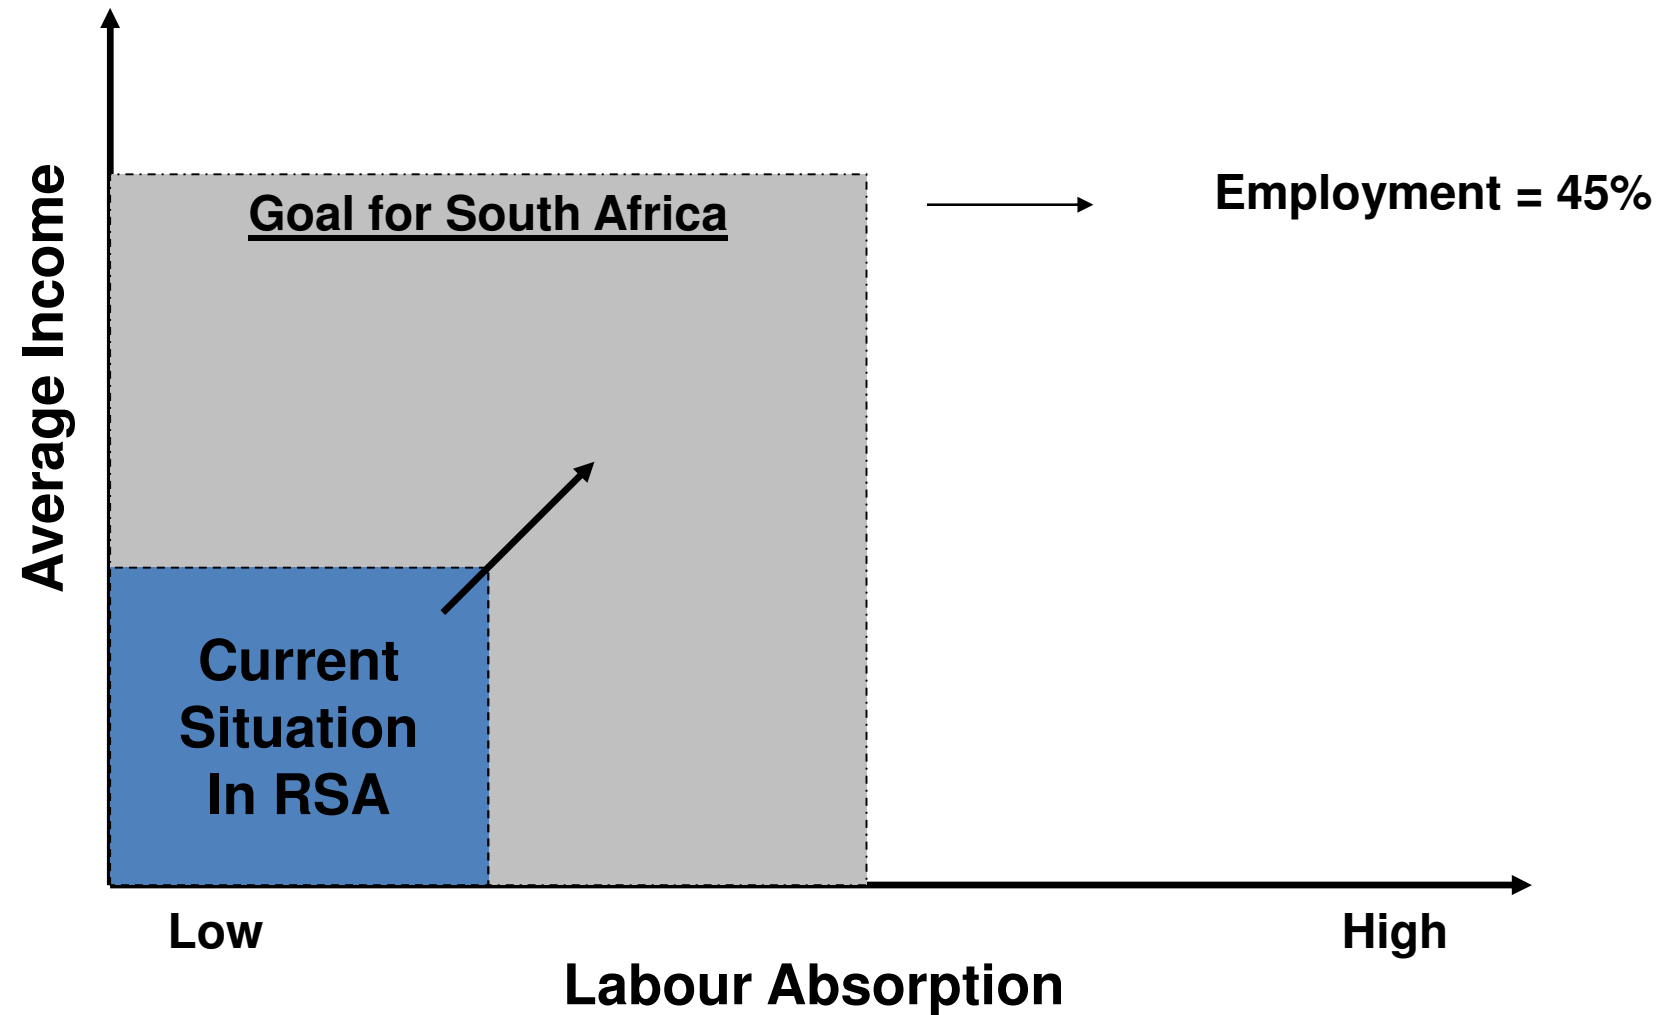 Average Income
Goal for South Africa
Employment = 45%
Current
Situation
In RSA
Low
High
Labour Absorption